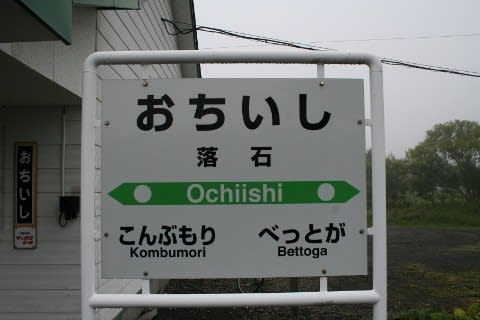 おちいし
落石
Ochiishi
こんぶもり べっとが
Kombumori Bettoga
おちいし